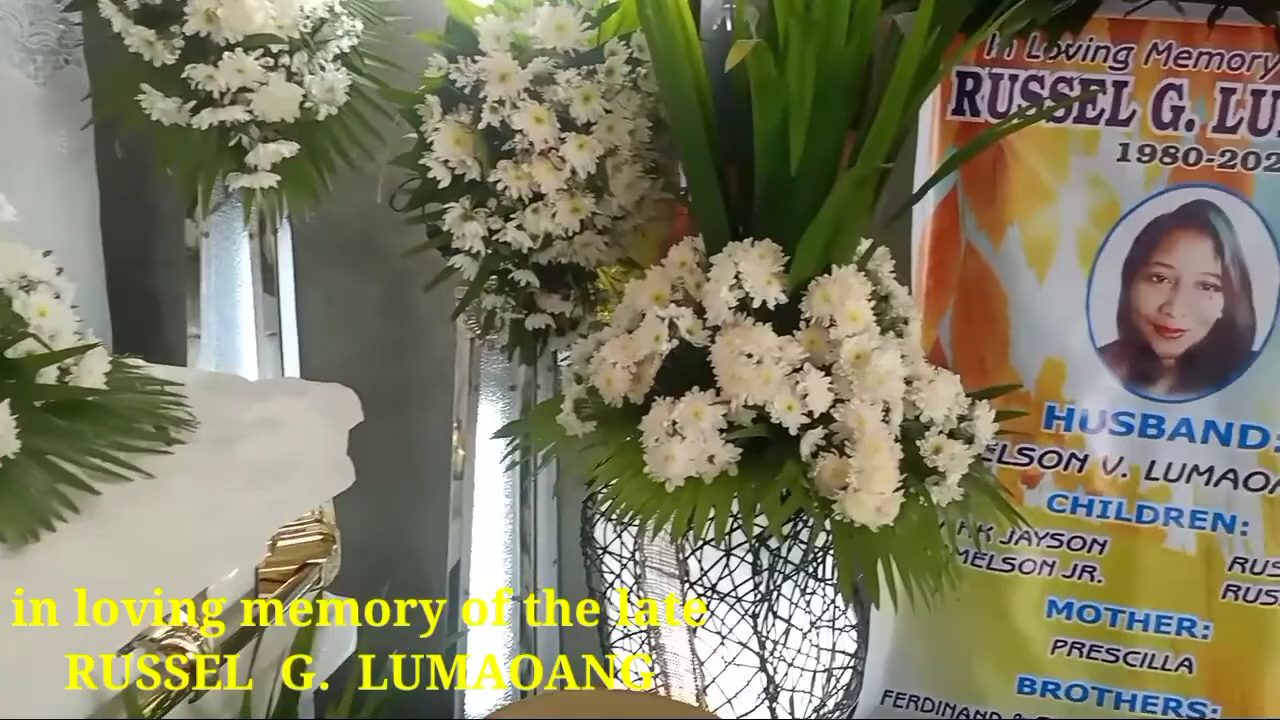 In Loving Memory
RUSSEL G. LU
1980-202
HUSBAND:
ELSON V. LUMAOA
CHILDREN:
JAYSON
MELSON JR.
RUS
RUS
MOTHER:
PRESCILLA
BROTHERS:
FERDINAND &
in loving memory of the late
RUSSEL G. LUMAOANG